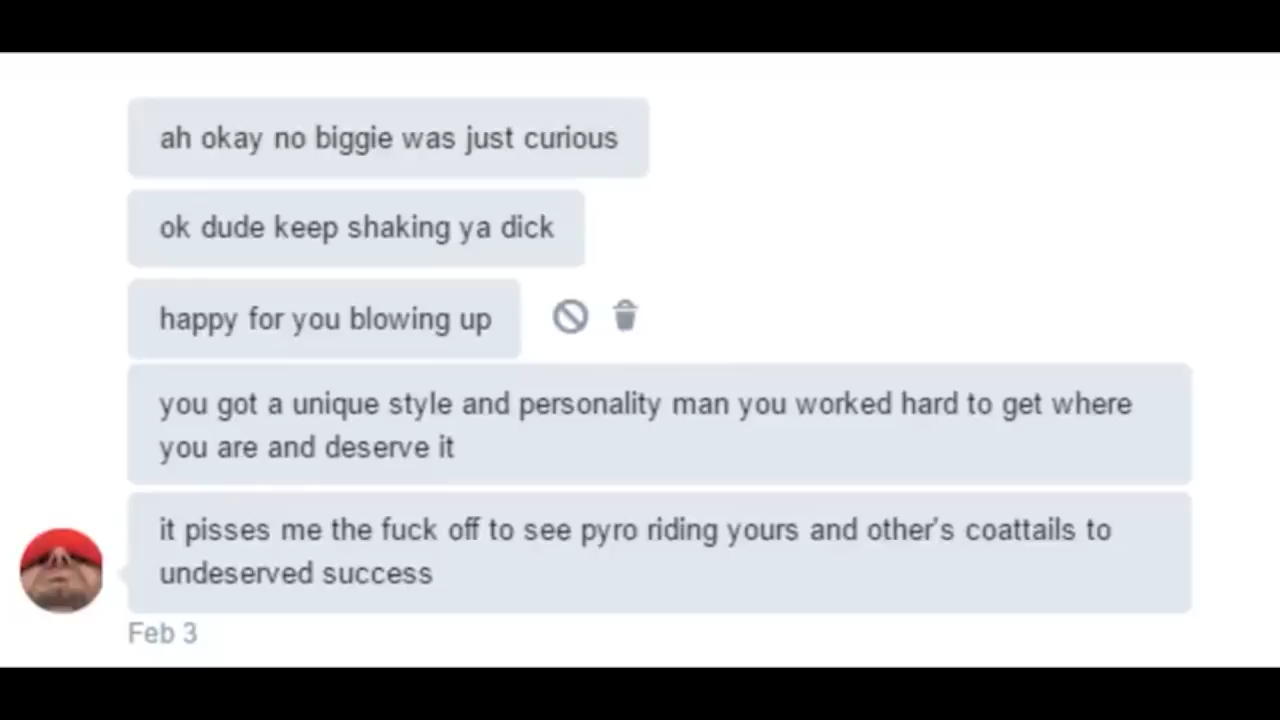 ah okay no biggie was just curious
ok dude keep shaking ya dick
happy for you blowing up
you got a unique style and personality man you worked hard to get where
you are and deserve it
it pisses me the fuck off to see pyro riding yours and other's coattails to
undeserved success
Feb 3